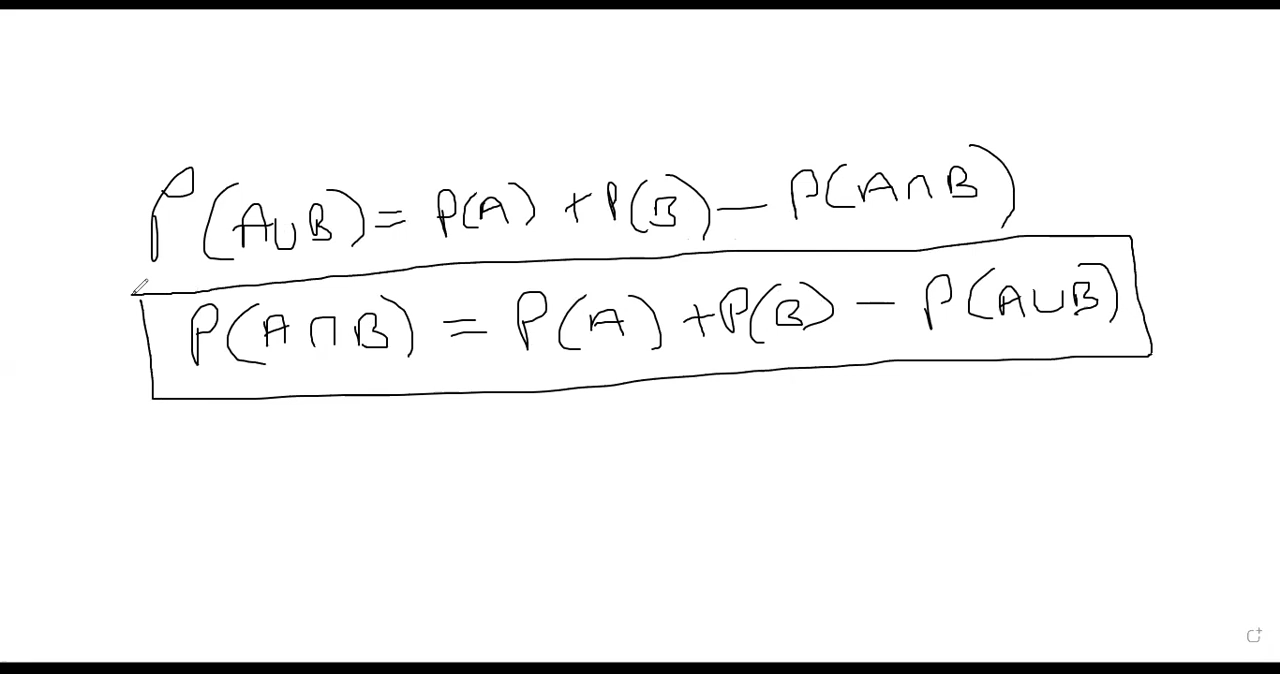 P(A∪B) = P(A) + P(B) − P(A∩B)
P(A∩B) = P(A) + P(B) − P(A∪B)